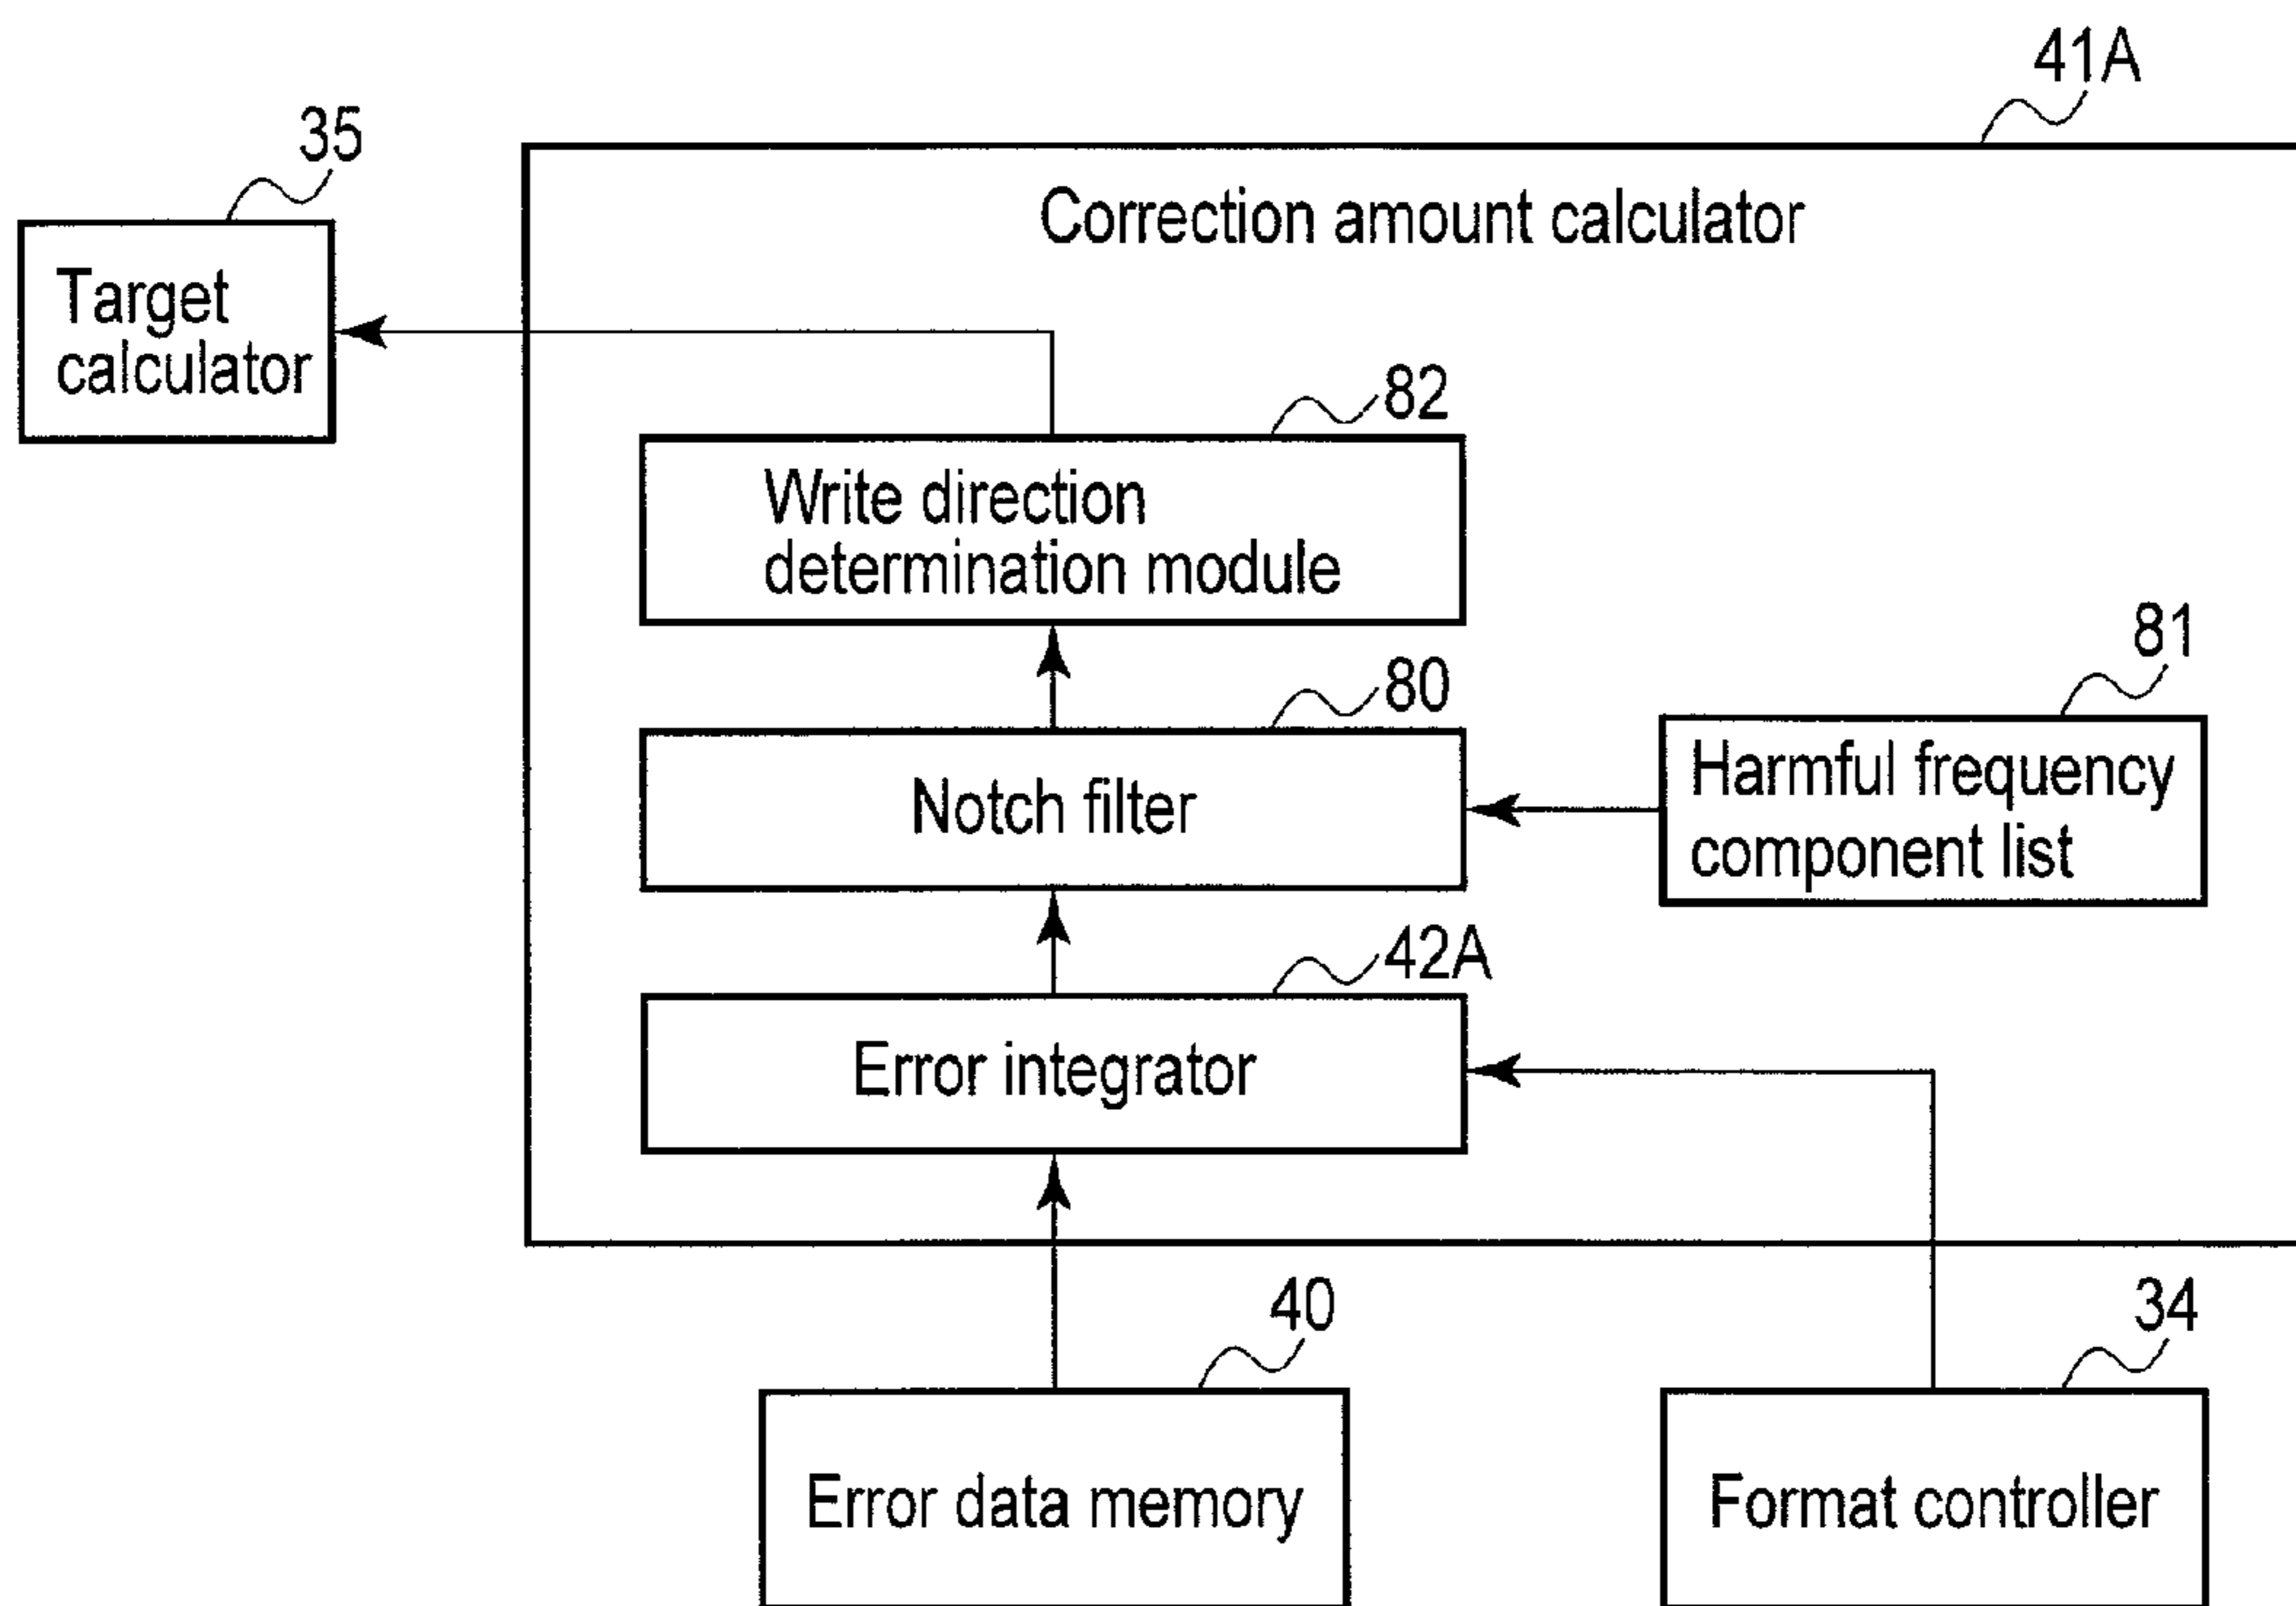 41A
35
Correction amount calculator
Target
calculator
82
Write direction
determination module
81
80
Harmful frequency
component list
Notch filter
42A
Error integrator
40
34
Error data memory
Format controller